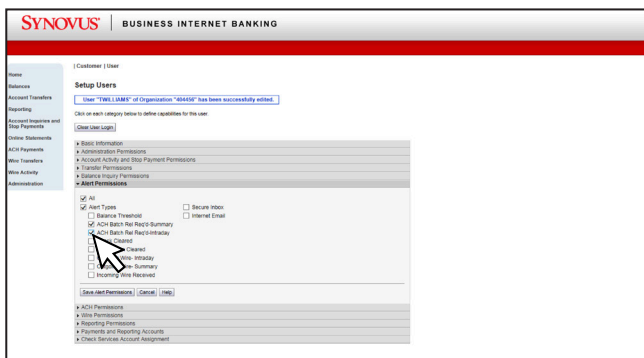 SYNOVUS® | BUSINESS INTERNET BANKING
| Customer | User
Home
Balances
Account Transfers
Reporting
Account Inquiries and
Stop Payments
Online Statements
ACH Payments
Wire Transfers
Wire Activity
Administration
Setup Users
User "TWILLIAMS" of Organization "404450" has been successfully edited.
Click on each category below to define capabilities for this user.
Clear User Login
Basic Information
Administration Permissions
Account Activity and Stop Payment Permissions
Transfer Permissions
Balance Inquiry Permissions
Alert Permissions
All
Alert Types
Secure Inbox
Balance Threshold
Internet Email
ACH Batch Rel Req'd-Summary
ACH Batch Rel Req'd-Intraday
Cleared
Cleared
Wire- Intraday
Wire- Summary
Incoming Wire Received
Save Alert Permissions Cancel Help
ACH Permissions
Wire Permissions
Reporting Permissions
Payments and Reporting Accounts
Check Services Account Assignment